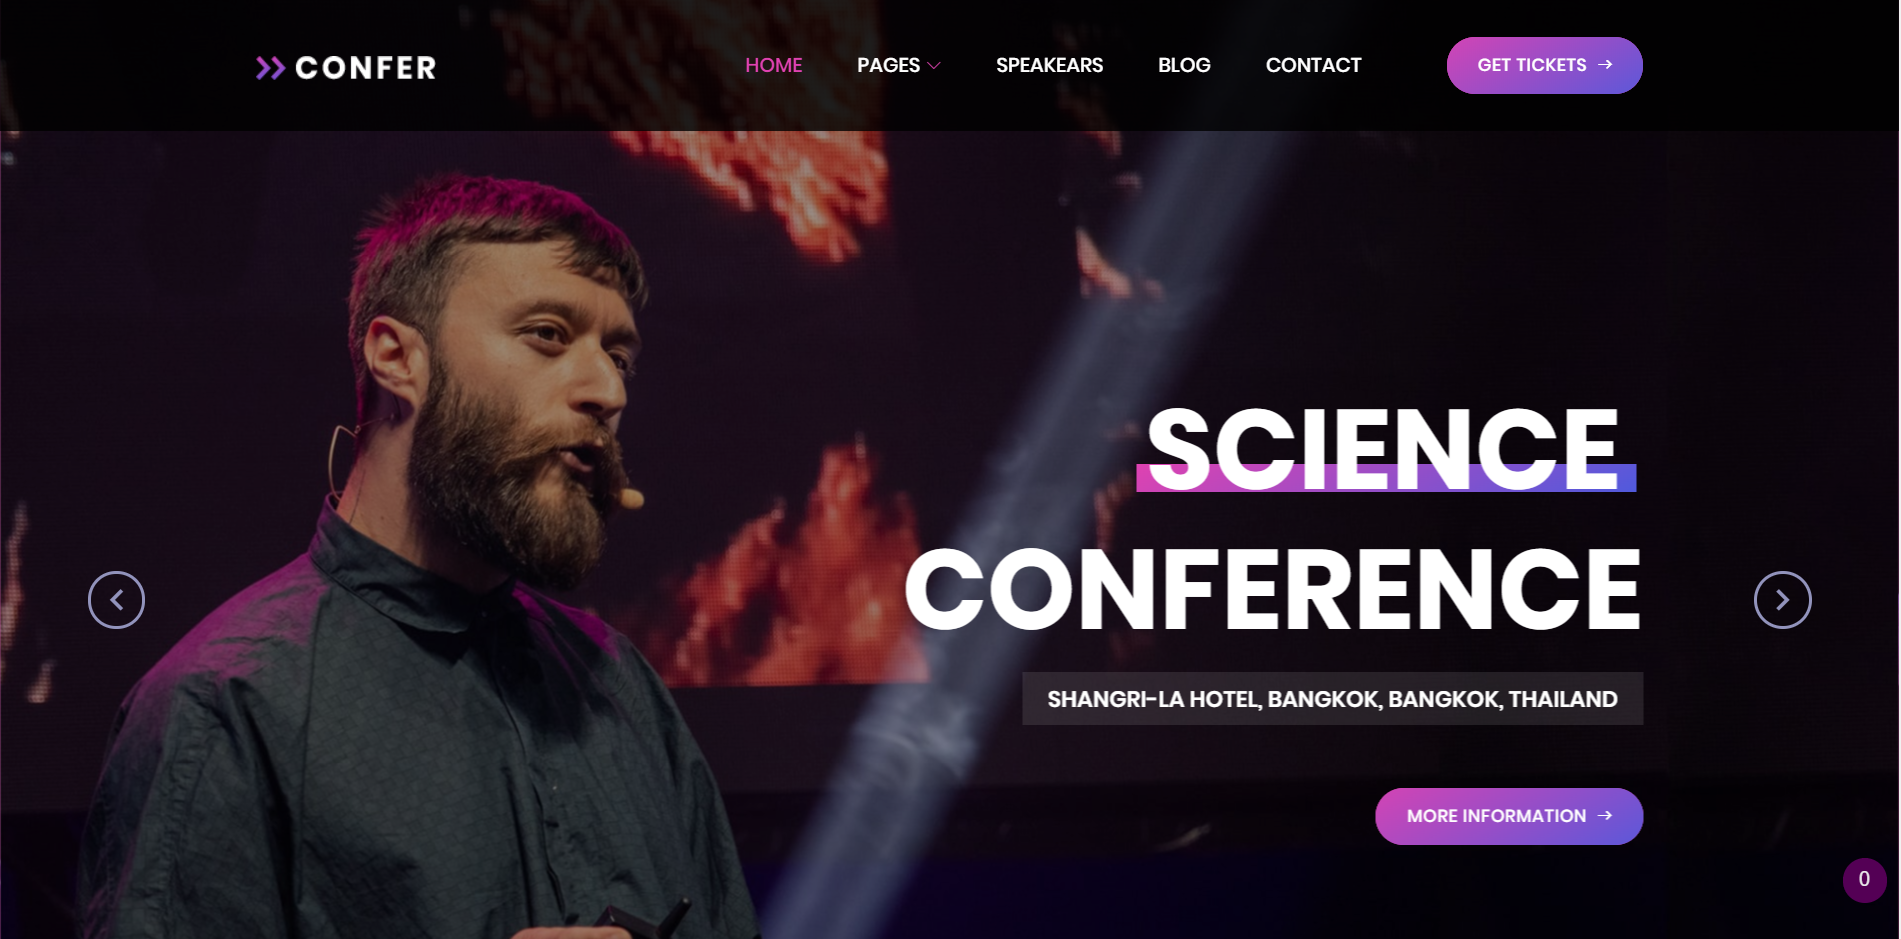 CONFER
HOME PAGES SPEAKEARS BLOG CONTACT GET TICKETS →
SCIENCE
CONFERENCE
SHANGRI-LA HOTEL, BANGKOK, BANGKOK, THAILAND
MORE INFORMATION →
0